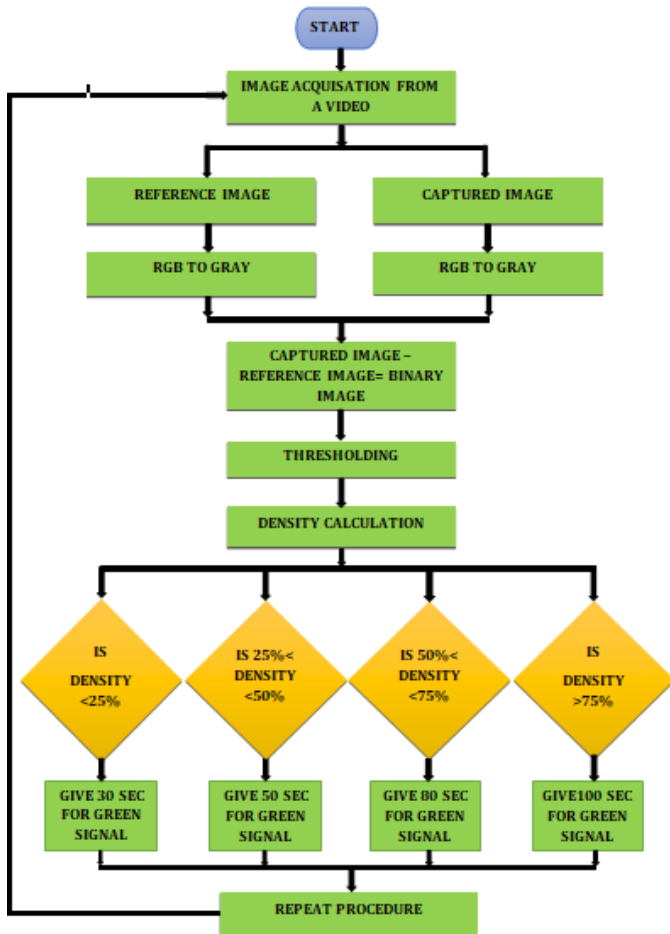 START
IMAGE ACQUISATION FROM
A VIDEO
REFERENCE IMAGE
CAPTURED IMAGE
RGB TO GRAY
RGB TO GRAY
CAPTURED IMAGE –
REFERENCE IMAGE= BINARY
IMAGE
THRESHOLDING
DENSITY CALCULATION
IS
DENSITY
<25%
IS 25%<
DENSITY
<50%
IS 50%<
DENSITY
<75%
IS
DENSITY
>75%
GIVE 30 SEC
FOR GREEN
SIGNAL
GIVE 50 SEC
FOR GREEN
SIGNAL
GIVE 80 SEC
FOR GREEN
SIGNAL
GIVE100 SEC
FOR GREEN
SIGNAL
REPEAT PROCEDURE